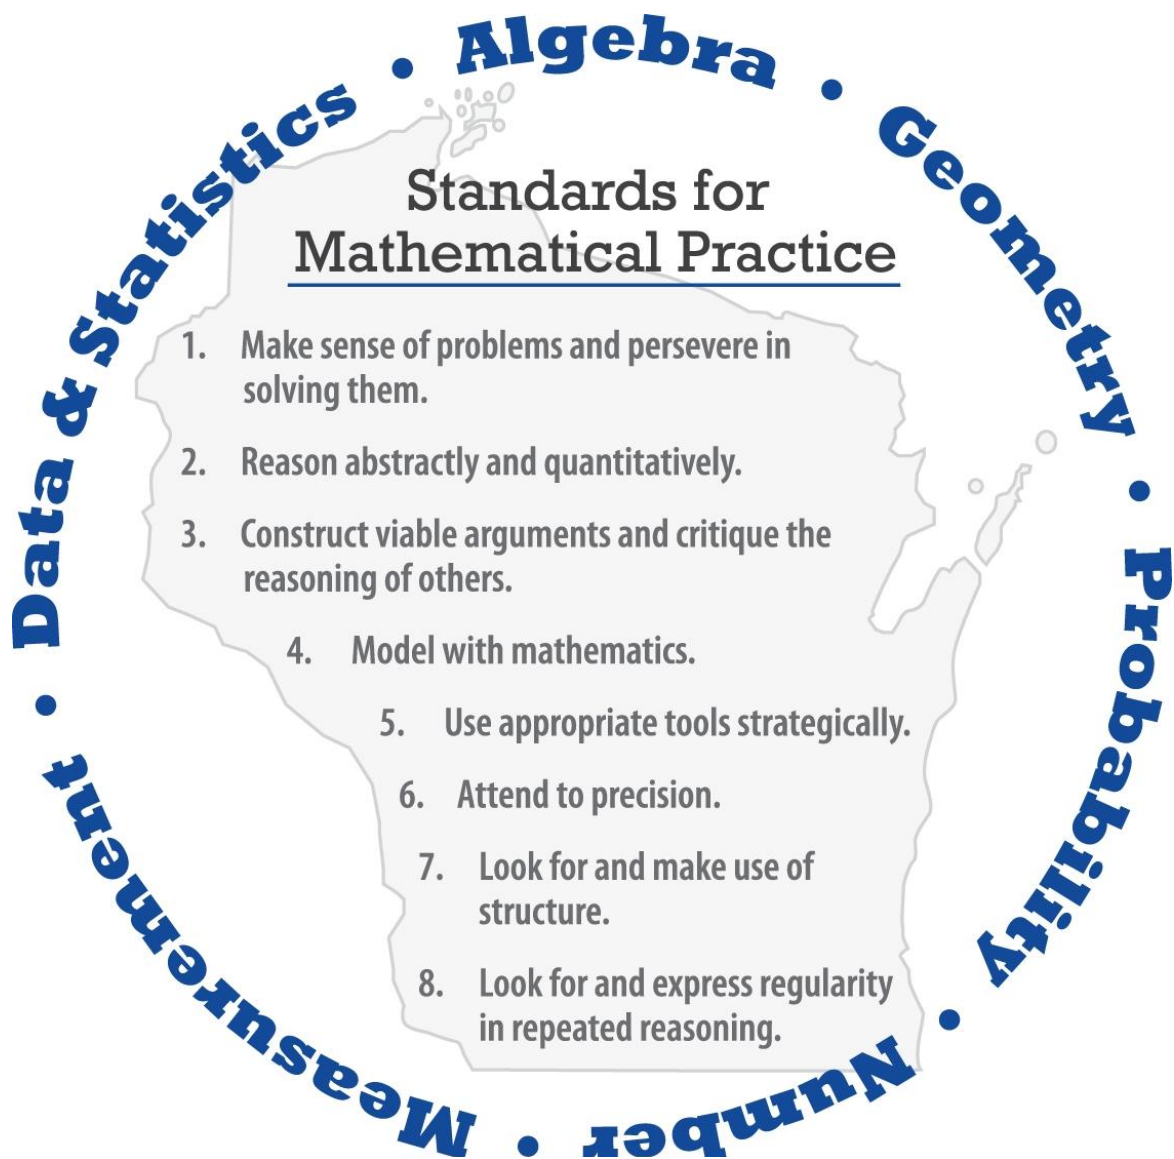 Algebra • Geometry • Probability • Number • Measurement • Data & Statistics •
Standards for
Mathematical Practice
1. Make sense of problems and persevere in
solving them.
2. Reason abstractly and quantitatively.
3. Construct viable arguments and critique the
reasoning of others.
4. Model with mathematics.
5. Use appropriate tools strategically.
6. Attend to precision.
7. Look for and make use of
structure.
8. Look for and express regularity
in repeated reasoning.